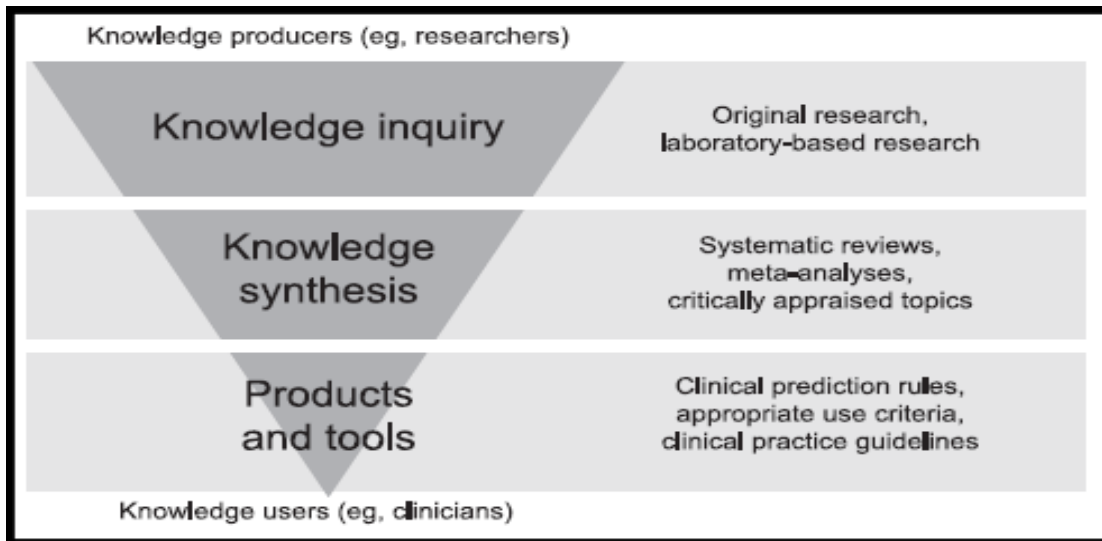 Knowledge producers (eg, researchers)
Knowledge inquiry
Original research,
laboratory-based research
Knowledge
synthesis
Systematic reviews,
meta-analyses,
critically appraised topics
Products
and tools
Clinical prediction rules,
appropriate use criteria,
clinical practice guidelines
Knowledge users (eg, clinicians)